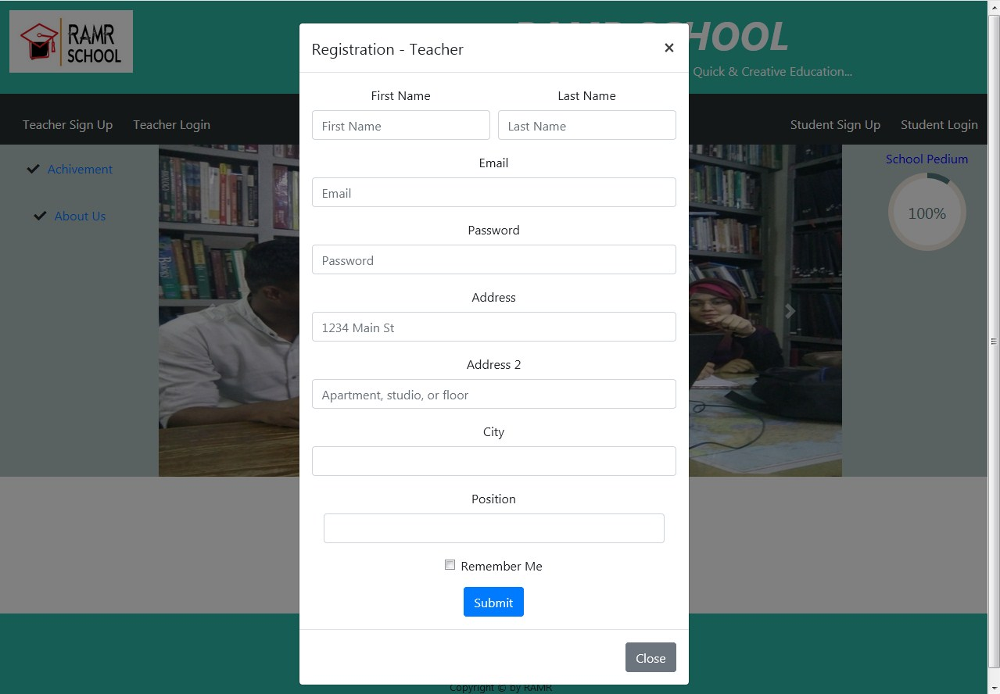 RAMR
SCHOOL
SCHOOL
Quick & Creative Education...
Teacher Sign Up
Teacher Login
Student Sign Up
Student Login
Achivement
About Us
School Pedium
100%
Registration - Teacher
×
First Name
Last Name
First Name
Last Name
Email
Email
Password
Password
Address
1234 Main St
Address 2
Apartment, studio, or floor
City
Position
Remember Me
Submit
Close
Copyright © by RAMR